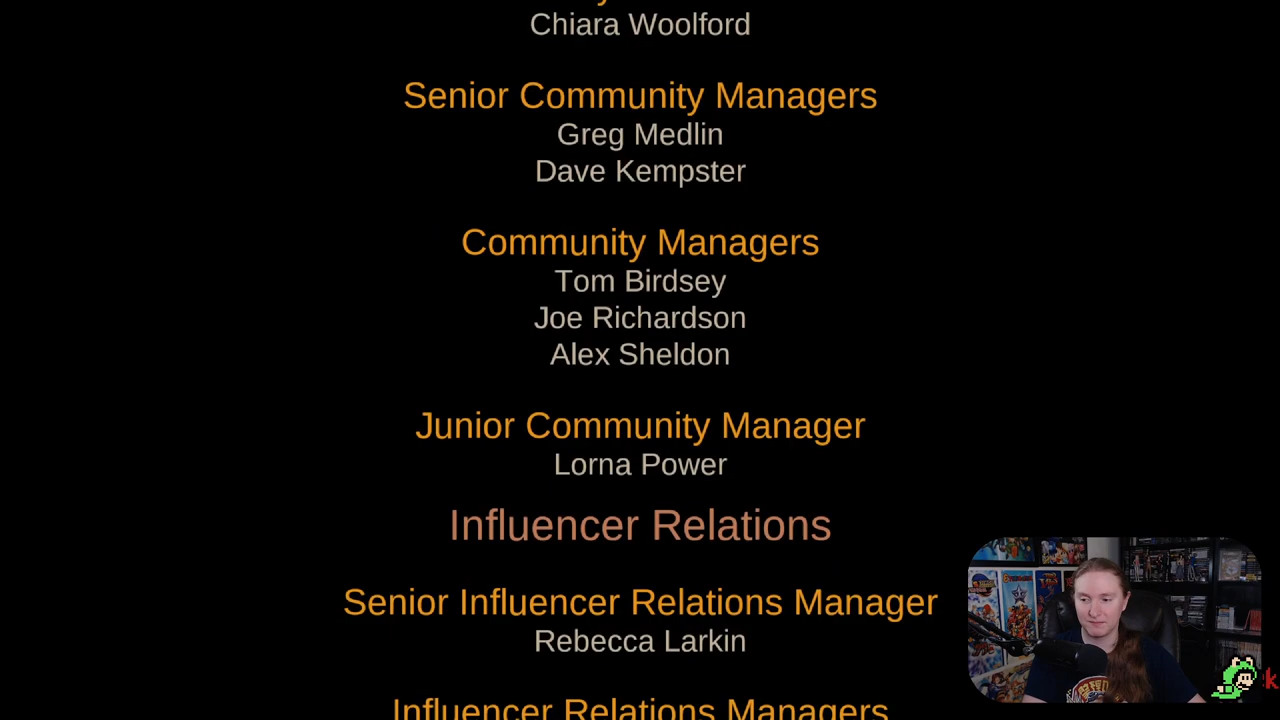 Chiara Woolford
Senior Community Managers
Greg Medlin
Dave Kempster
Community Managers
Tom Birdsey
Joe Richardson
Alex Sheldon
Junior Community Manager
Lorna Power
Influencer Relations
Senior Influencer Relations Manager
Rebecca Larkin
Influencer Relations Managers
k